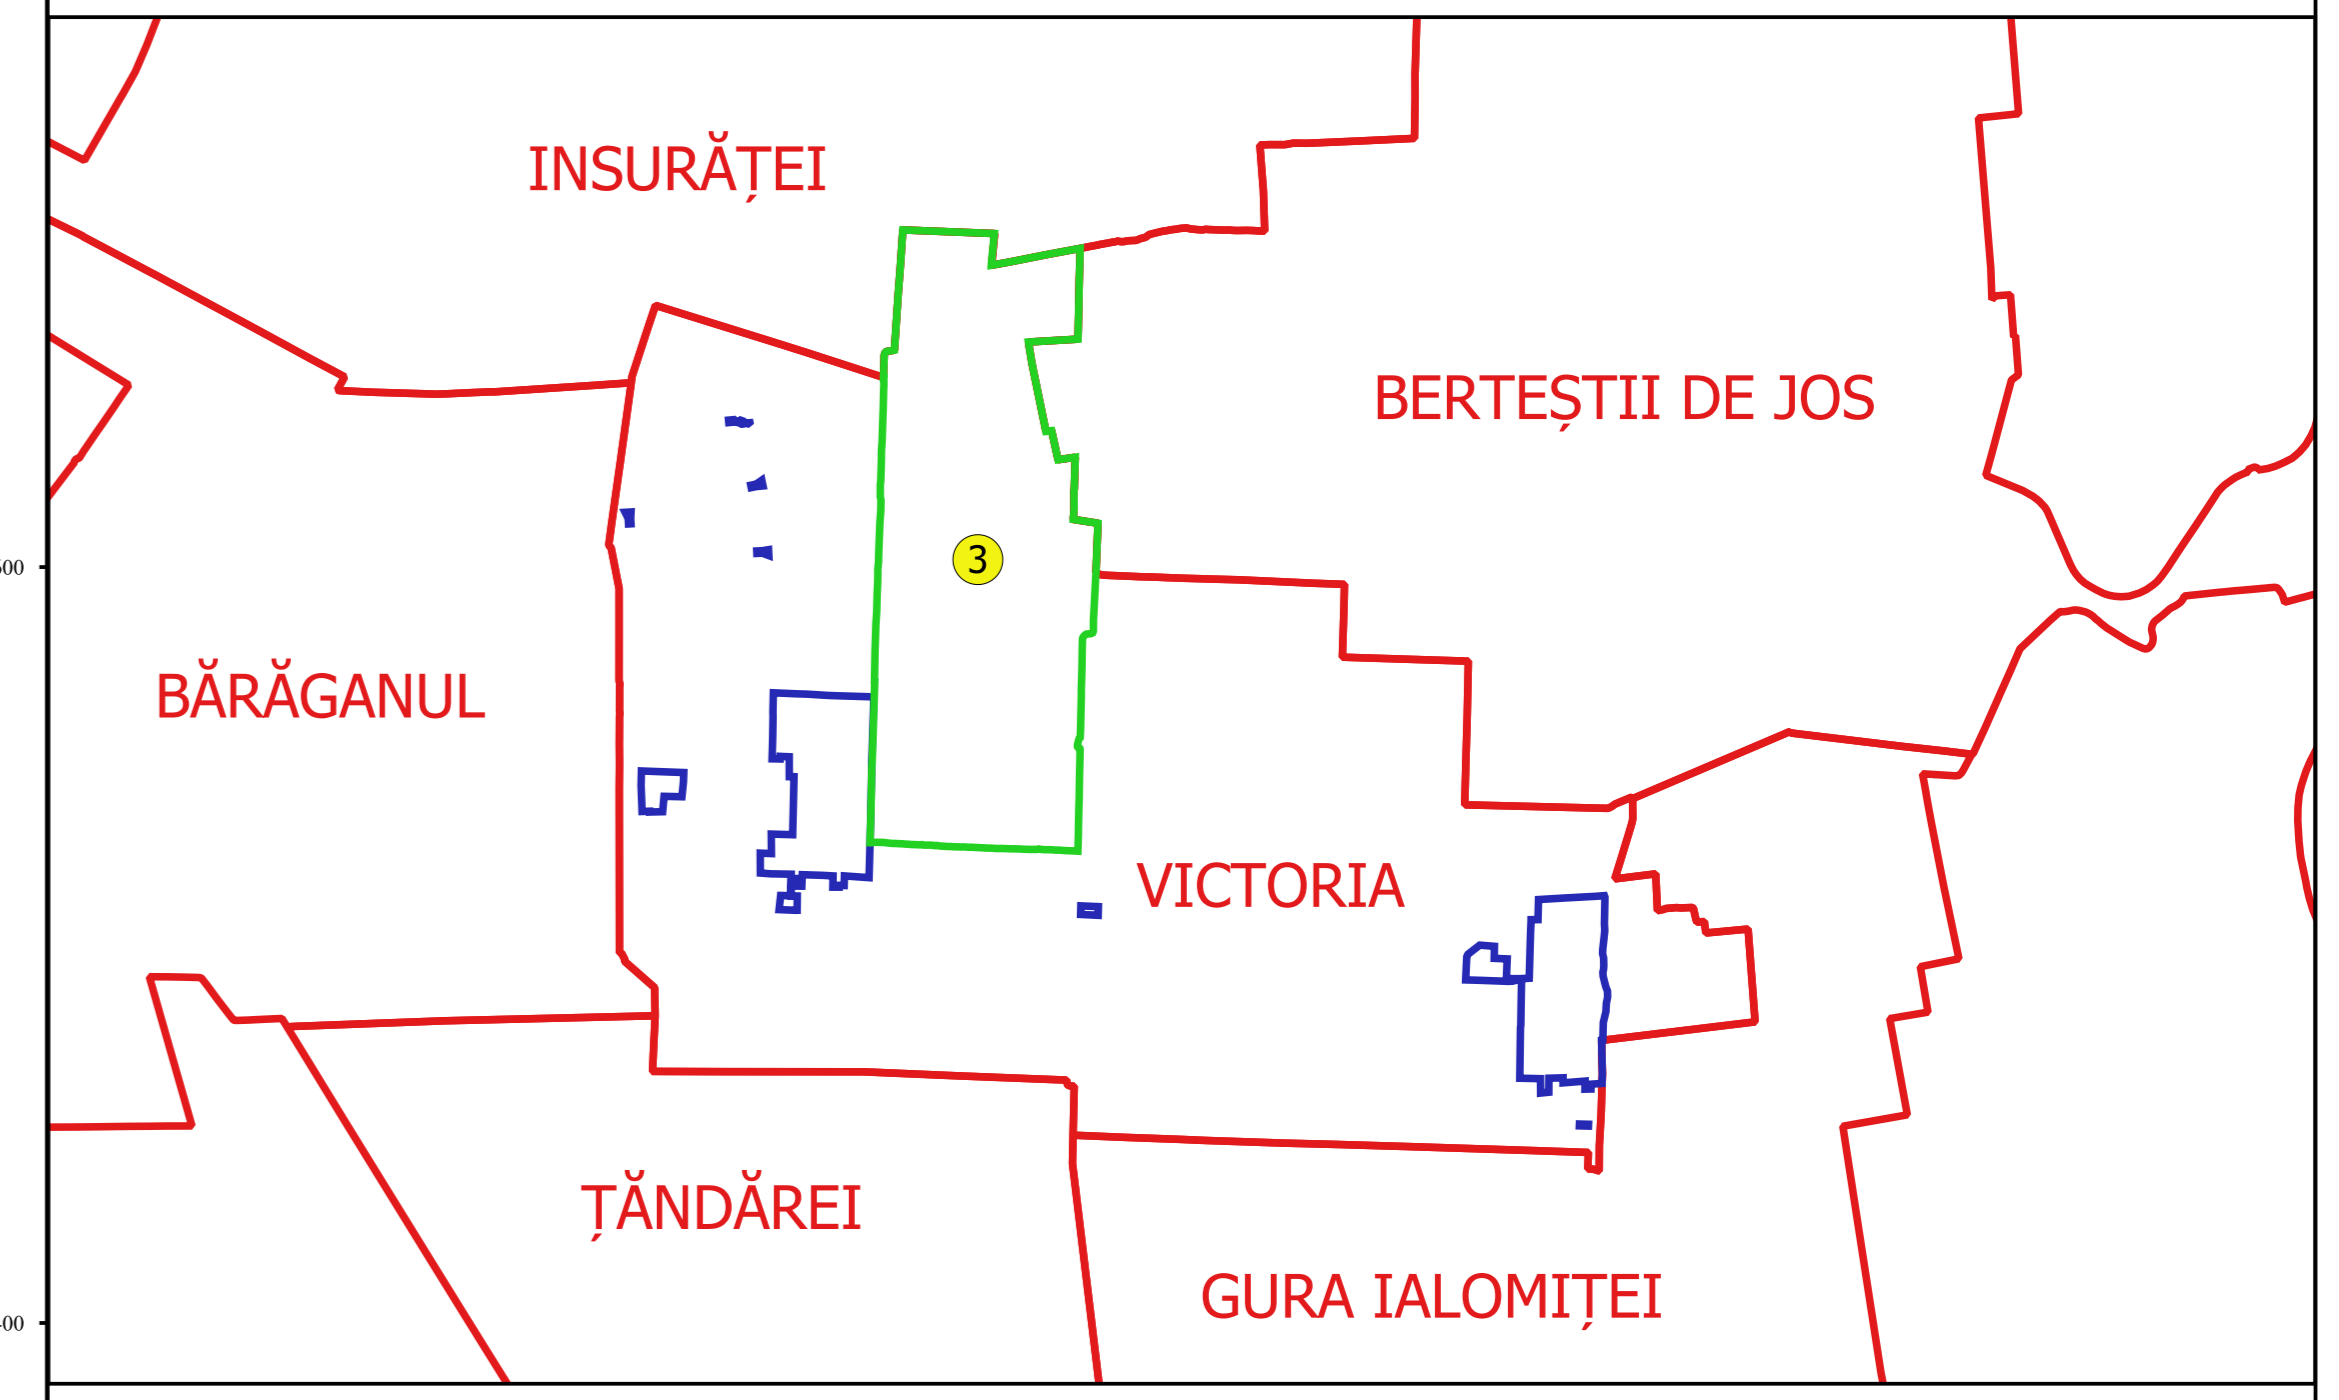 INSURĂȚEI
BERTEȘTII DE JOS
3
BĂRĂGANUL
VICTORIA
ȚĂNDĂREI
GURA IALOMIȚEI